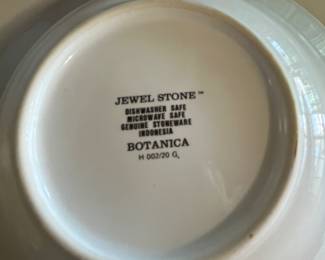 JEWEL STONE™
DISHWASHER SAFE
MICROWAVE SAFE
GENUINE STONEWARE
INDONESIA
BOTANICA
H 002/20 G,